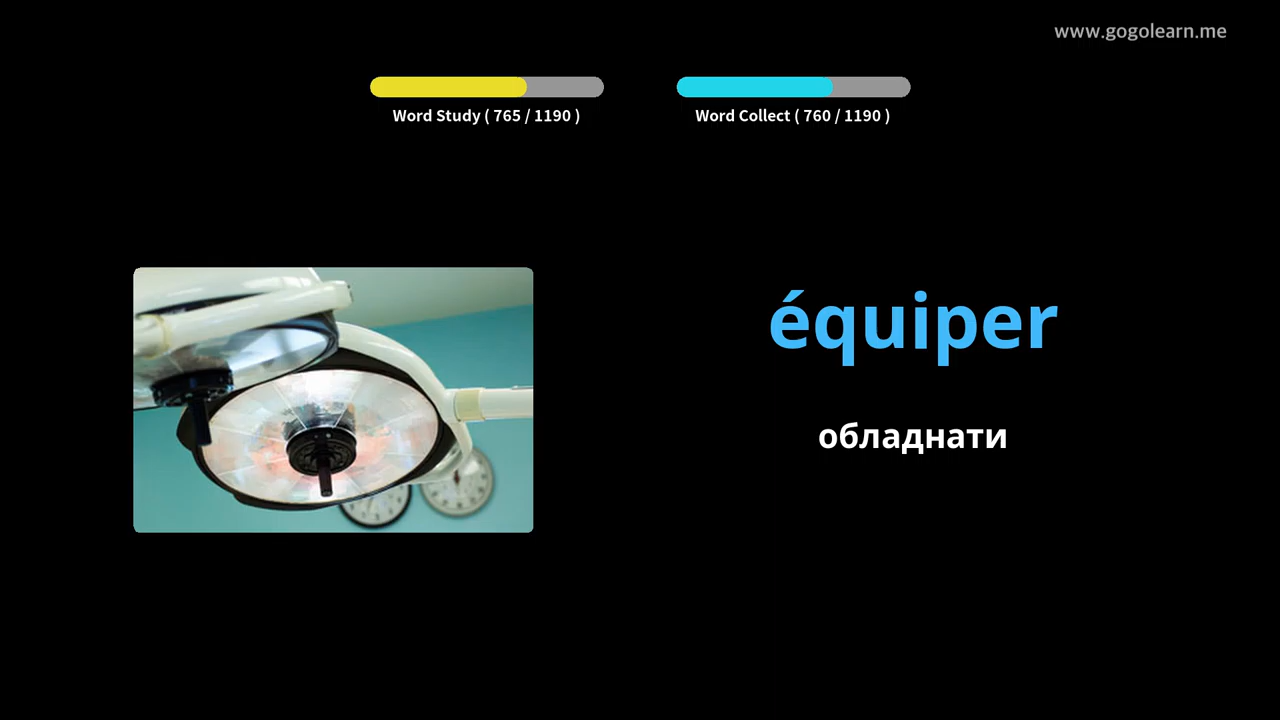 www.gogolearn.me
Word Study ( 765 / 1190 )
Word Collect ( 760 / 1190 )
équiper
обладнати